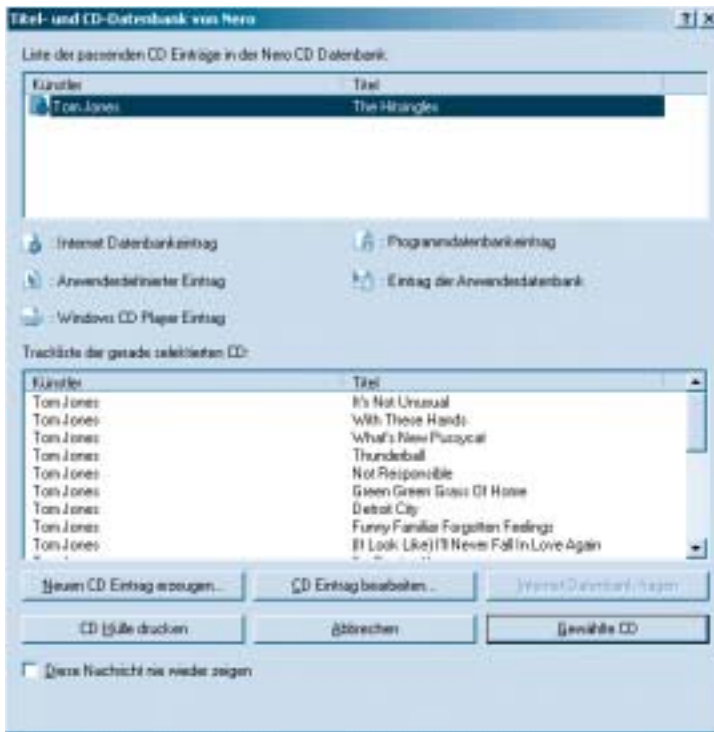 Titel- und CD-Datenbank von Nero
Liste der passenden CD Einträge in der Nero CD Datenbank:
Künstler Titel
Tom Jones The Hitsingles
: Internet Datenbankeintrag : Programmdatenbankeintrag
: Anwenderdefinierter Eintrag : Eintrag der Anwenderdatenbank
: Windows CD Player Eintrag
Trackliste der gerade selektierten CD:
Künstler Titel
Tom Jones It's Not Unusual
Tom Jones With These Hands
Tom Jones What's New Pussycat
Tom Jones Thunderball
Tom Jones Not Responsible
Tom Jones Green Green Grass Of Home
Tom Jones Detroit City
Tom Jones Funny Familiar Forgotten Feelings
Tom Jones (It Look Like) I'll Never Fall In Love Again
Neuen CD Eintrag erzeugen... CD Eintrag bearbeiten... Internet Datenbank fragen
CD Hülle drucken Abbrechen Gewählte CD
Diese Nachricht nie wieder zeigen